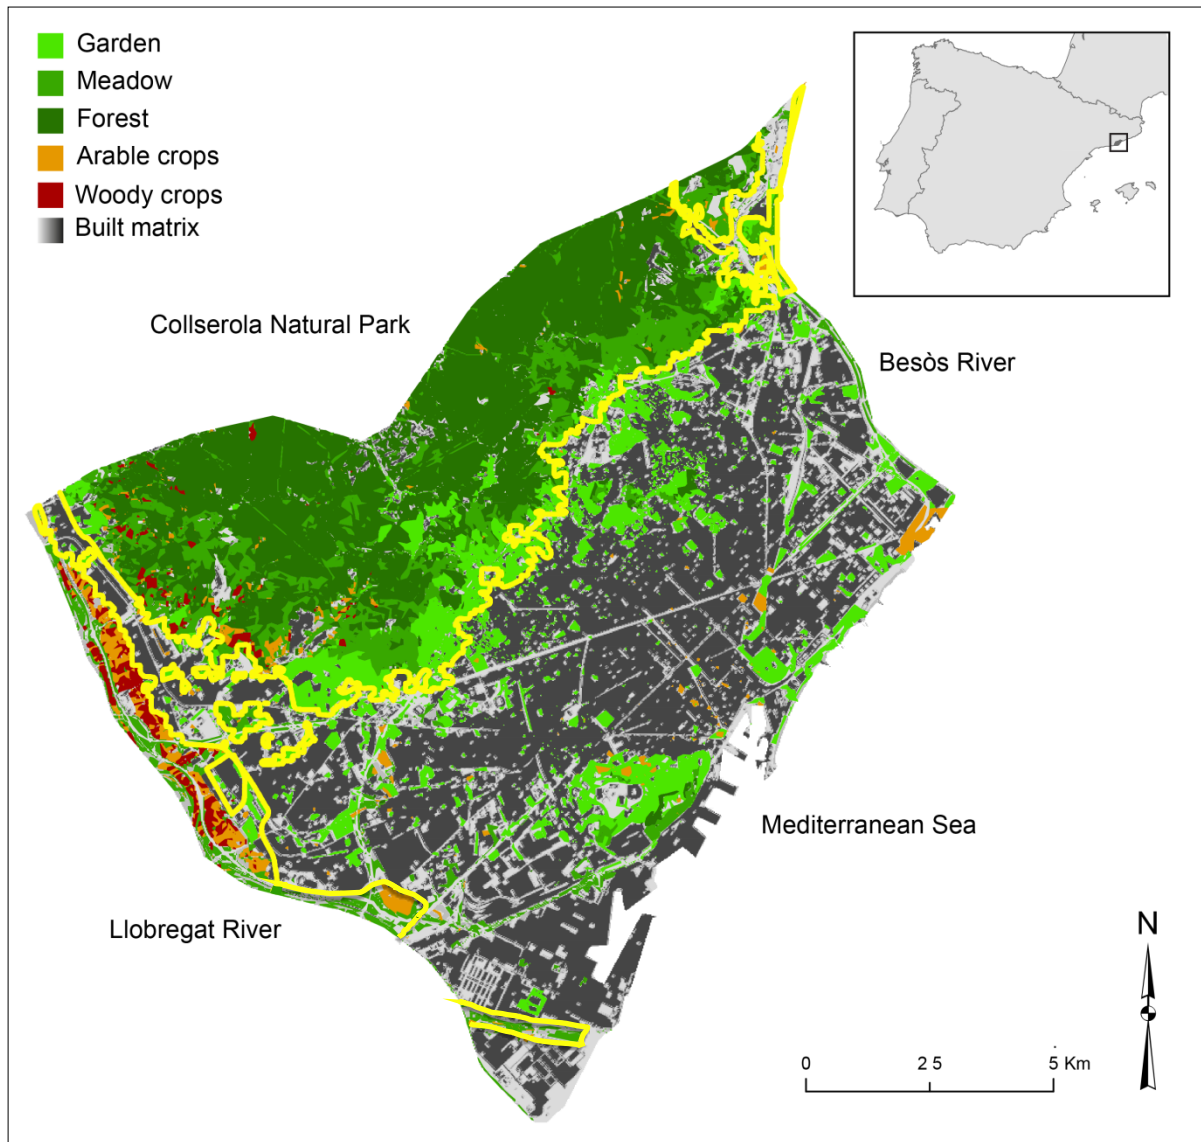 Garden
Meadow
Forest
Arable crops
Woody crops
Built matrix
Collserola Natural Park
Besòs River
Mediterranean Sea
Llobregat River
N
0 2 5 5 Km